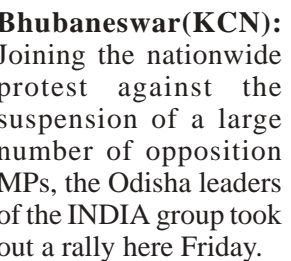 Bhubaneswar(KCN):
Joining the nationwide
protest against the
suspension of a large
number of opposition
MPs, the Odisha leaders
of the INDIA group took
out a rally here Friday.